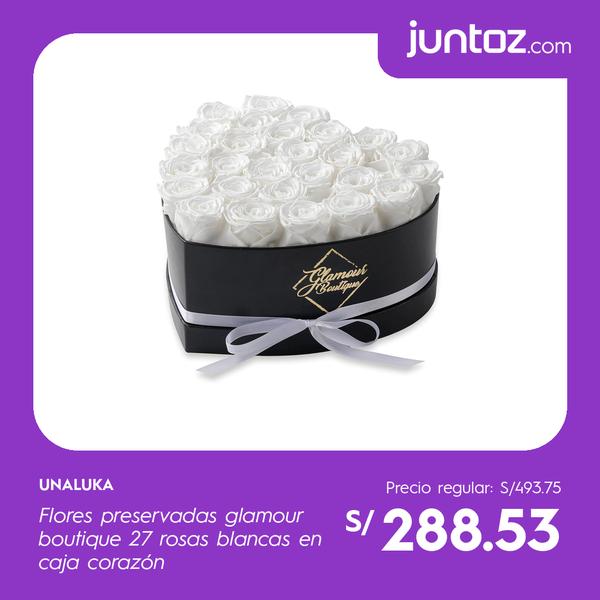 juntoz.com
Glamour
Boutique
UNALUKA
Flores preservadas glamour
boutique 27 rosas blancas en
caja corazón
Precio regular: S/493.75
S/ 288.53